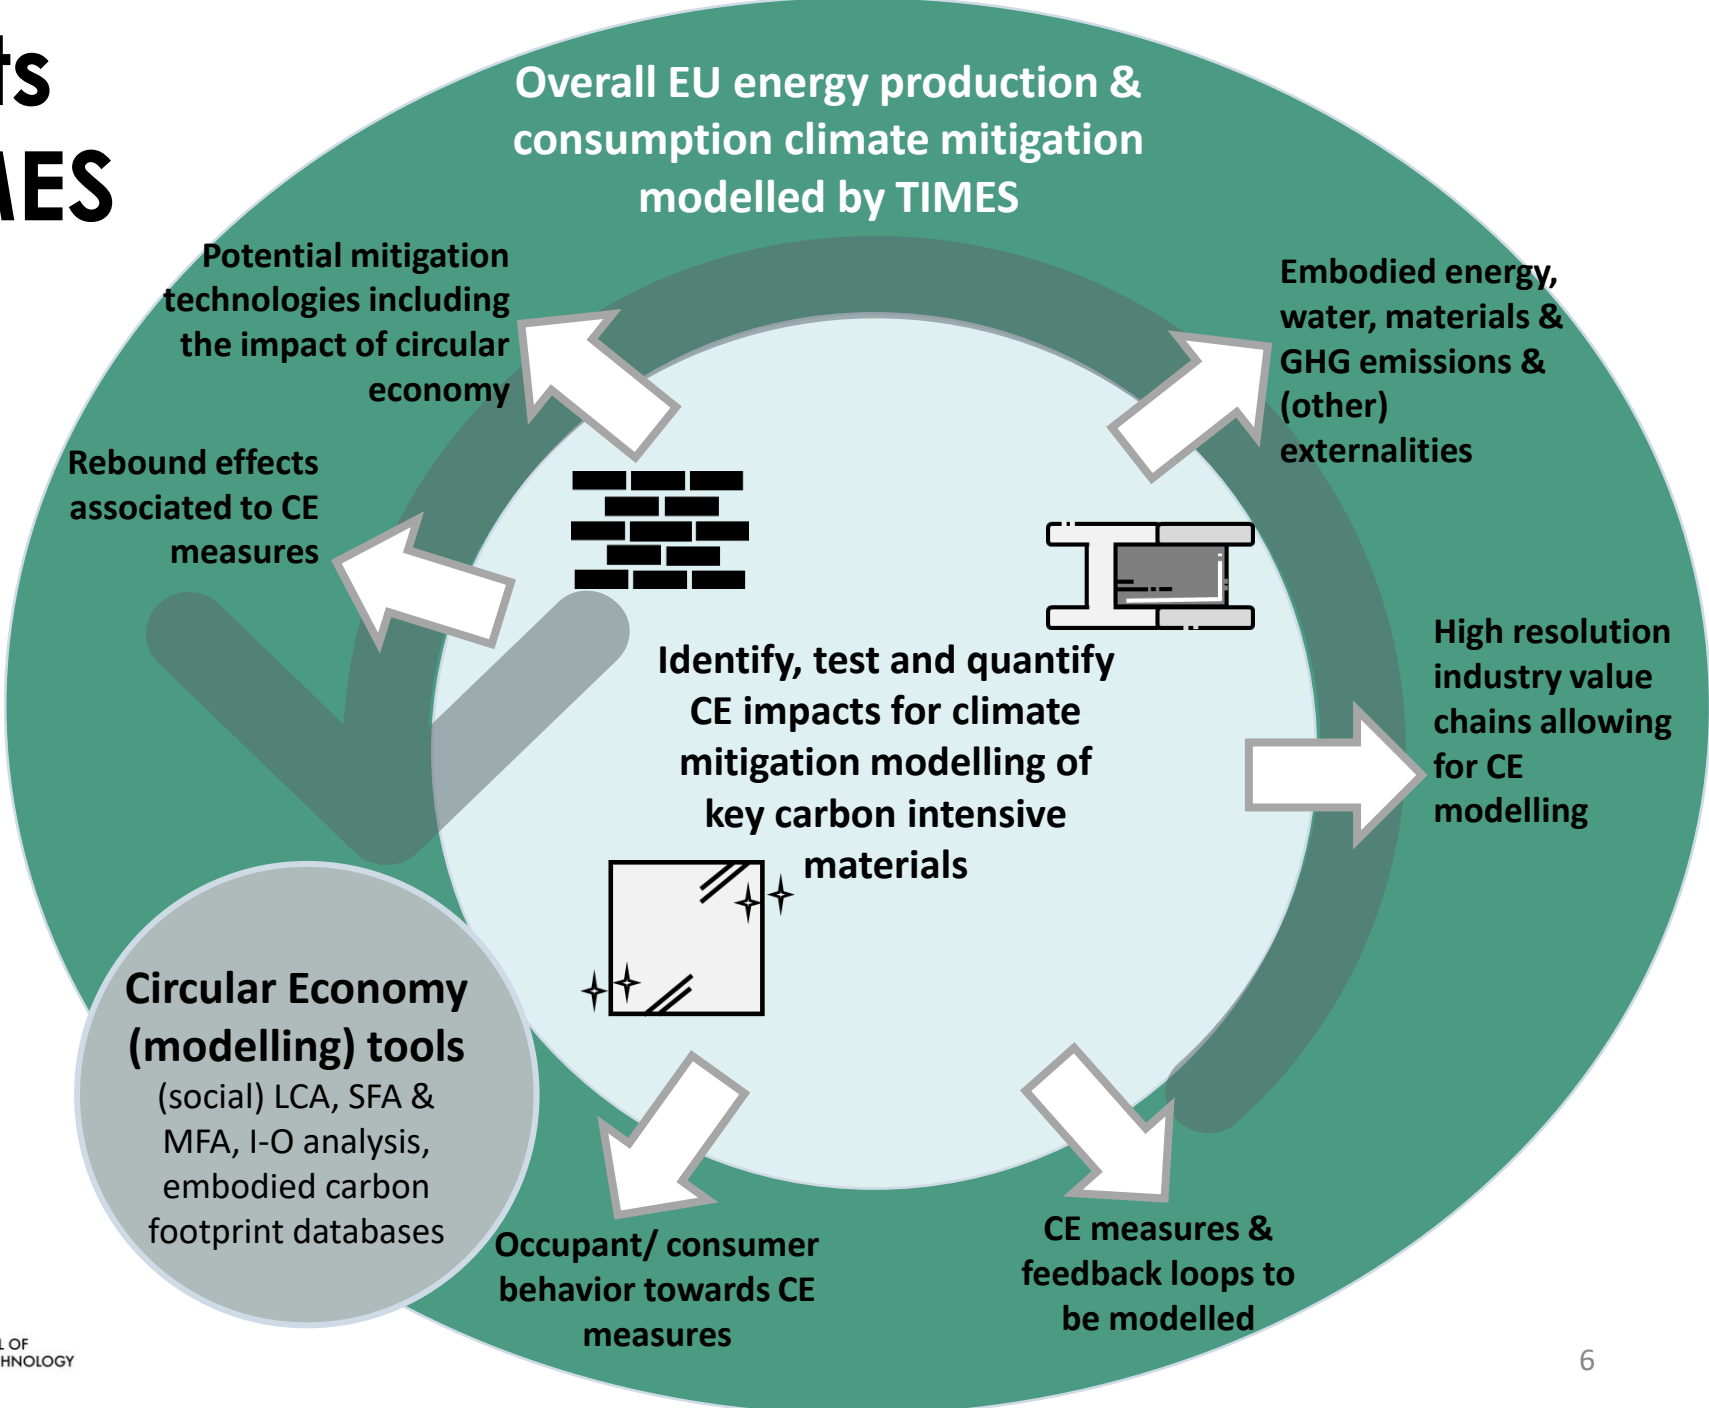 ts
MES
Overall EU energy production &
consumption climate mitigation
modelled by TIMES
Potential mitigation
technologies including
the impact of circular
economy
Embodied energy,
water, materials &
GHG emissions &
(other)
externalities
Rebound effects
associated to CE
measures
High resolution
industry value
chains allowing
for CE
modelling
Identify, test and quantify
CE impacts for climate
mitigation modelling of
key carbon intensive
materials
Circular Economy
(modelling) tools
(social) LCA, SFA &
MFA, I-O analysis,
embodied carbon
footprint databases
Occupant/ consumer
behavior towards CE
measures
CE measures &
feedback loops to
be modelled
L OF
HNOLOGY
6